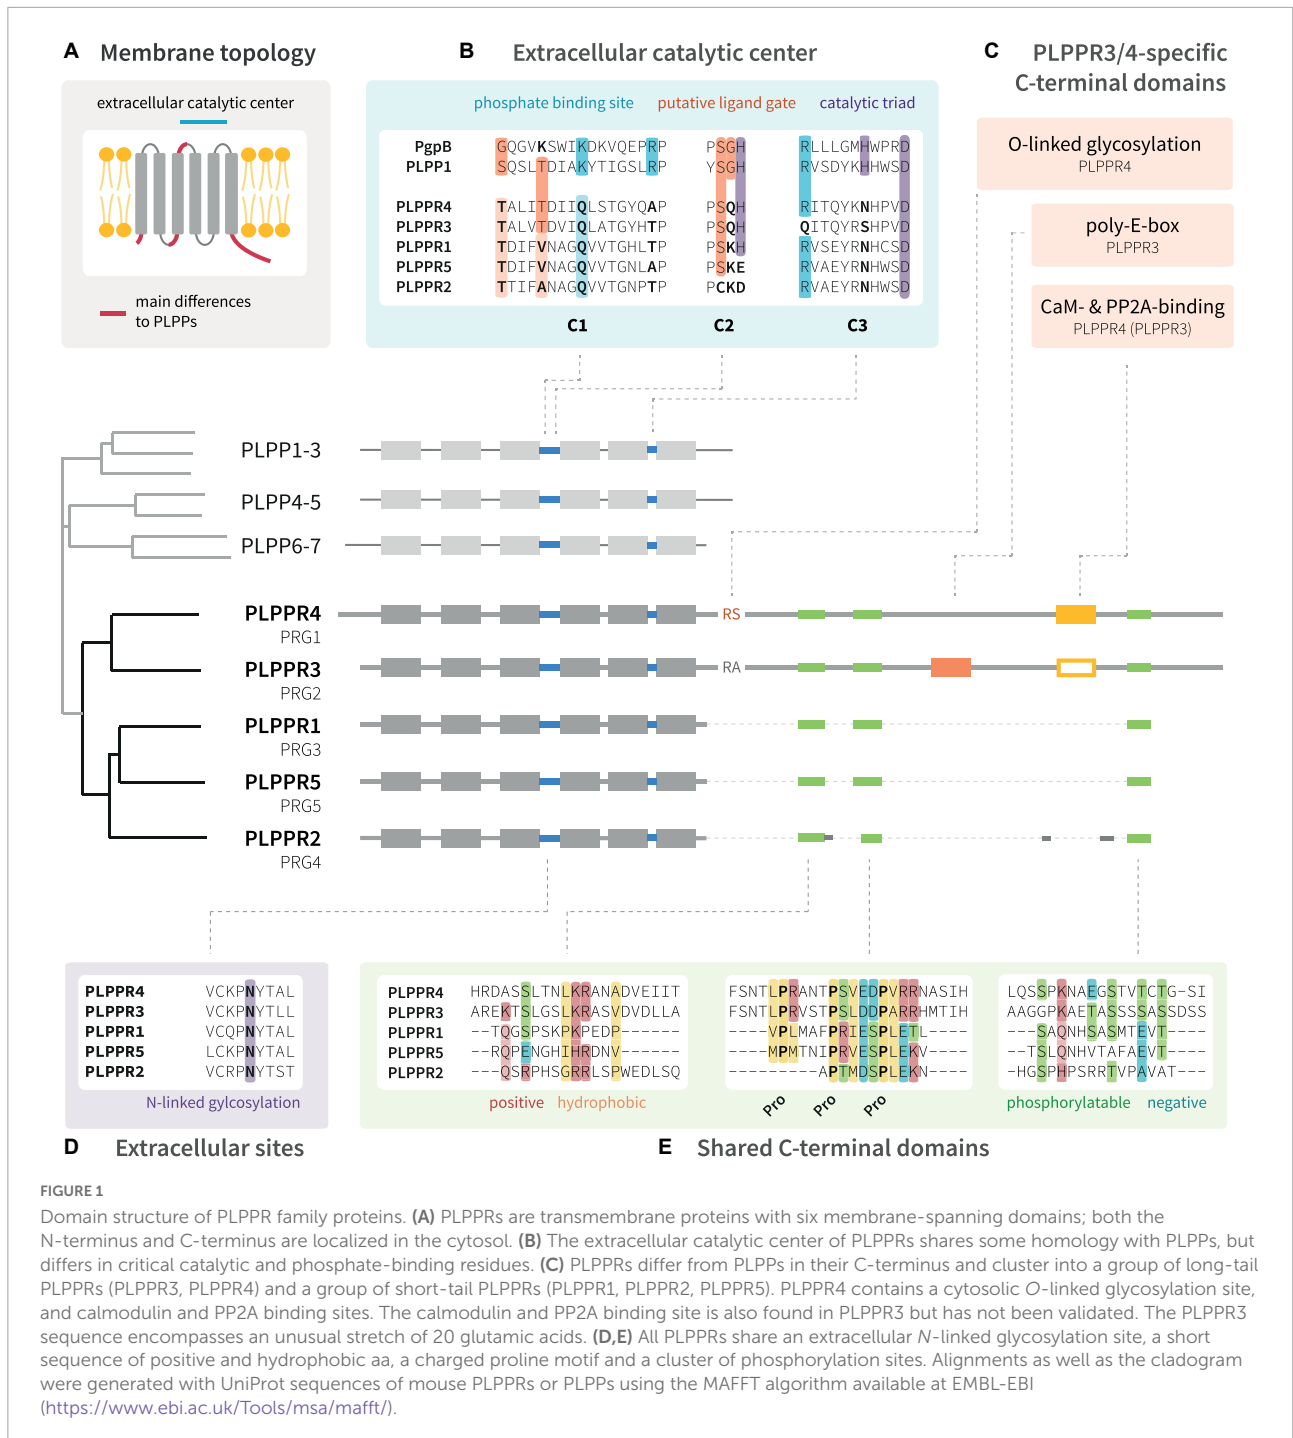 A Membrane topology
extracellular catalytic center
main differences
to PLPPs
B Extracellular catalytic center
phosphate binding site putative ligand gate catalytic triad
PgpB GQGVKSWIKDKVQEPRP PSGH RLLLGMHWPRD
PLPP1 SQSLTDIAKYTIGSLRP YSGH RVSDYKHHWSD
PLPPR4 TALITDIIQLSTGYQAP PSQH RITQYKNHPVD
PLPPR3 TALVTDVIQLATGYHTP PSQH QITQYRSHPVD
PLPPR1 TDIFVNAGQVVTGHLTP PSKH RVSEYRNHCSD
PLPPR5 TDIFVNAGQVVTGNLAP PSKE RVAEYRNHWSD
PLPPR2 TTIFANAGQVVTGNPTP PCKD RVAEYRNHWSD
C1 C2 C3
C PLPPR3/4-specific
C-terminal domains
O-linked glycosylation
PLPPR4
poly-E-box
PLPPR3
CaM- & PP2A-binding
PLPPR4 (PLPPR3)
PLPP1-3
PLPP4-5
PLPP6-7
PLPPR4 RS
PRG1
PLPPR3 RA
PRG2
PLPPR1
PRG3
PLPPR5
PRG5
PLPPR2
PRG4
PLPPR4 VCKPNYTAL
PLPPR3 VCKPNYTLL
PLPPR1 VCQPNYTAL
PLPPR5 LCKPNYTAL
PLPPR2 VCRPNYTST
N-linked gylcosylation
D Extracellular sites
PLPPR4 HRDASSLTNLKRANADVEIIT FSNTLPRANTPSVEDPVRRNASIH LQSSPKNAEGSTVTCTG-SI
PLPPR3 AREKTSLGSLKRASVDVDLLA FSNTLPRVSTPSLDDPARRHMTIH AAGGPKAETASSSSASSDSS
PLPPR1 --TQGSPSKPKPEDP------ ----VPLMAFPRIESPLETL---- ---SAQNHSASMTEVT----
PLPPR5 --RQPENGHIHRDNV------ ----MPMTNIPRVESPLEKV---- --TSLQNHVTAFAEVT----
PLPPR2 ---QSRPHSGRRLSPWEDLSQ ---------APTMDSPLEKN---- -HGSPHPSRRTVPAVAT---
positive hydrophobic
Pro Pro Pro
phosphorylatable negative
E Shared C-terminal domains
FIGURE 1
Domain structure of PLPPR family proteins. (A) PLPPRs are transmembrane proteins with six membrane-spanning domains; both the
N-terminus and C-terminus are localized in the cytosol. (B) The extracellular catalytic center of PLPPRs shares some homology with PLPPs, but
differs in critical catalytic and phosphate-binding residues. (C) PLPPRs differ from PLPPs in their C-terminus and cluster into a group of long-tail
PLPPRs (PLPPR3, PLPPR4) and a group of short-tail PLPPRs (PLPPR1, PLPPR2, PLPPR5). PLPPR4 contains a cytosolic O-linked glycosylation site,
and calmodulin and PP2A binding sites. The calmodulin and PP2A binding site is also found in PLPPR3 but has not been validated. The PLPPR3
sequence encompasses an unusual stretch of 20 glutamic acids. (D,E) All PLPPRs share an extracellular N-linked glycosylation site, a short
sequence of positive and hydrophobic aa, a charged proline motif and a cluster of phosphorylation sites. Alignments as well as the cladogram
were generated with UniProt sequences of mouse PLPPRs or PLPPs using the MAFFT algorithm available at EMBL-EBI
(https://www.ebi.ac.uk/Tools/msa/mafft/).